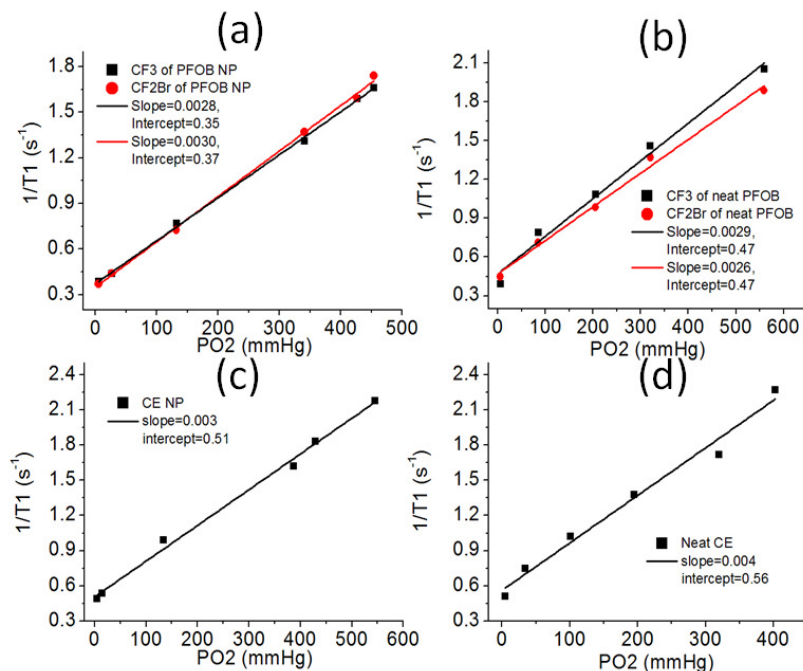 (a)
1.8
1.5
1.2
0.9
0.6
0.3
1/T1 (s⁻¹)
CF3 of PFOB NP
CF2Br of PFOB NP
Slope=0.0028,
Intercept=0.35
Slope=0.0030,
Intercept=0.37
0 100 200 300 400 500
PO2 (mmHg)
(b)
2.1
1.8
1.5
1.2
0.9
0.6
0.3
1/T1 (s⁻¹)
CF3 of neat PFOB
CF2Br of neat PFOB
Slope=0.0029,
Intercept=0.47
Slope=0.0026,
Intercept=0.47
0 100 200 300 400 500 600
PO2 (mmHg)
(c)
2.4
2.1
1.8
1.5
1.2
0.9
0.6
0.3
1/T1 (s⁻¹)
CE NP
slope=0.003
intercept=0.51
0 100 200 300 400 500 600
PO2 (mmHg)
(d)
2.4
2.1
1.8
1.5
1.2
0.9
0.6
0.3
1/T1 (s⁻¹)
Neat CE
slope=0.004
intercept=0.56
0 100 200 300 400
PO2 (mmHg)